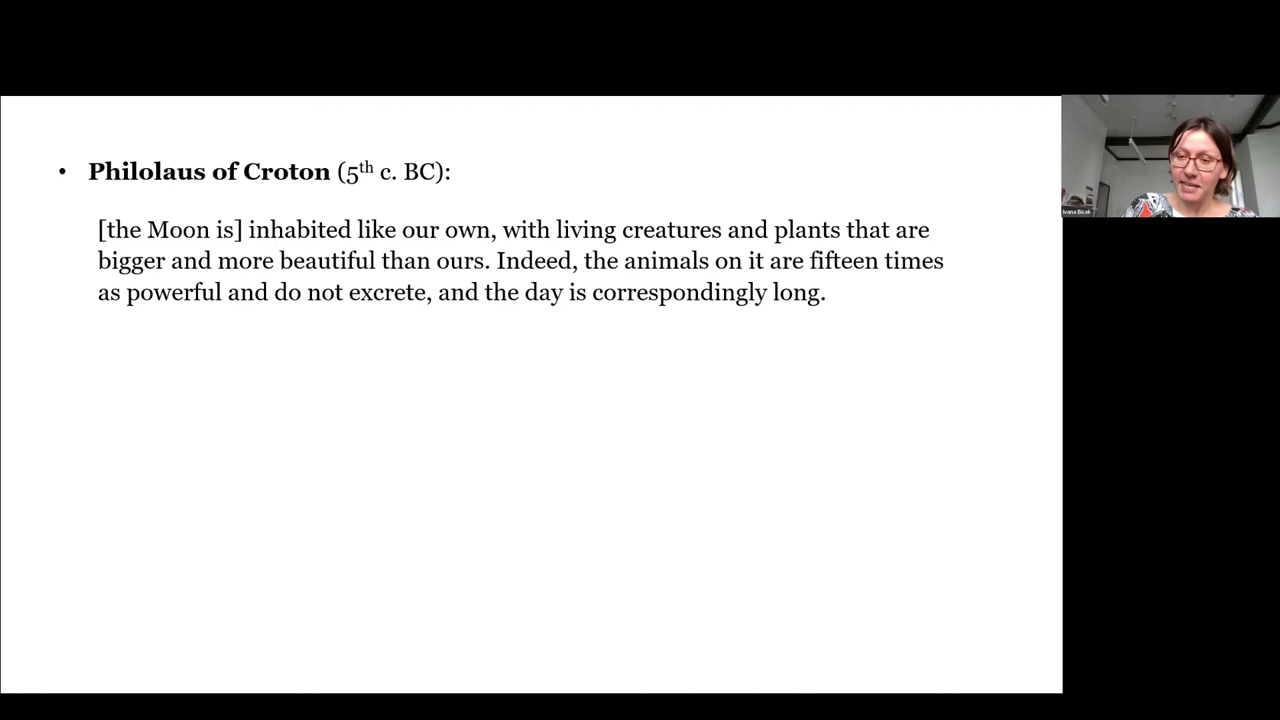 • Philolaus of Croton (5th c. BC):
[the Moon is] inhabited like our own, with living creatures and plants that are
bigger and more beautiful than ours. Indeed, the animals on it are fifteen times
as powerful and do not excrete, and the day is correspondingly long.
Ivana Bicak